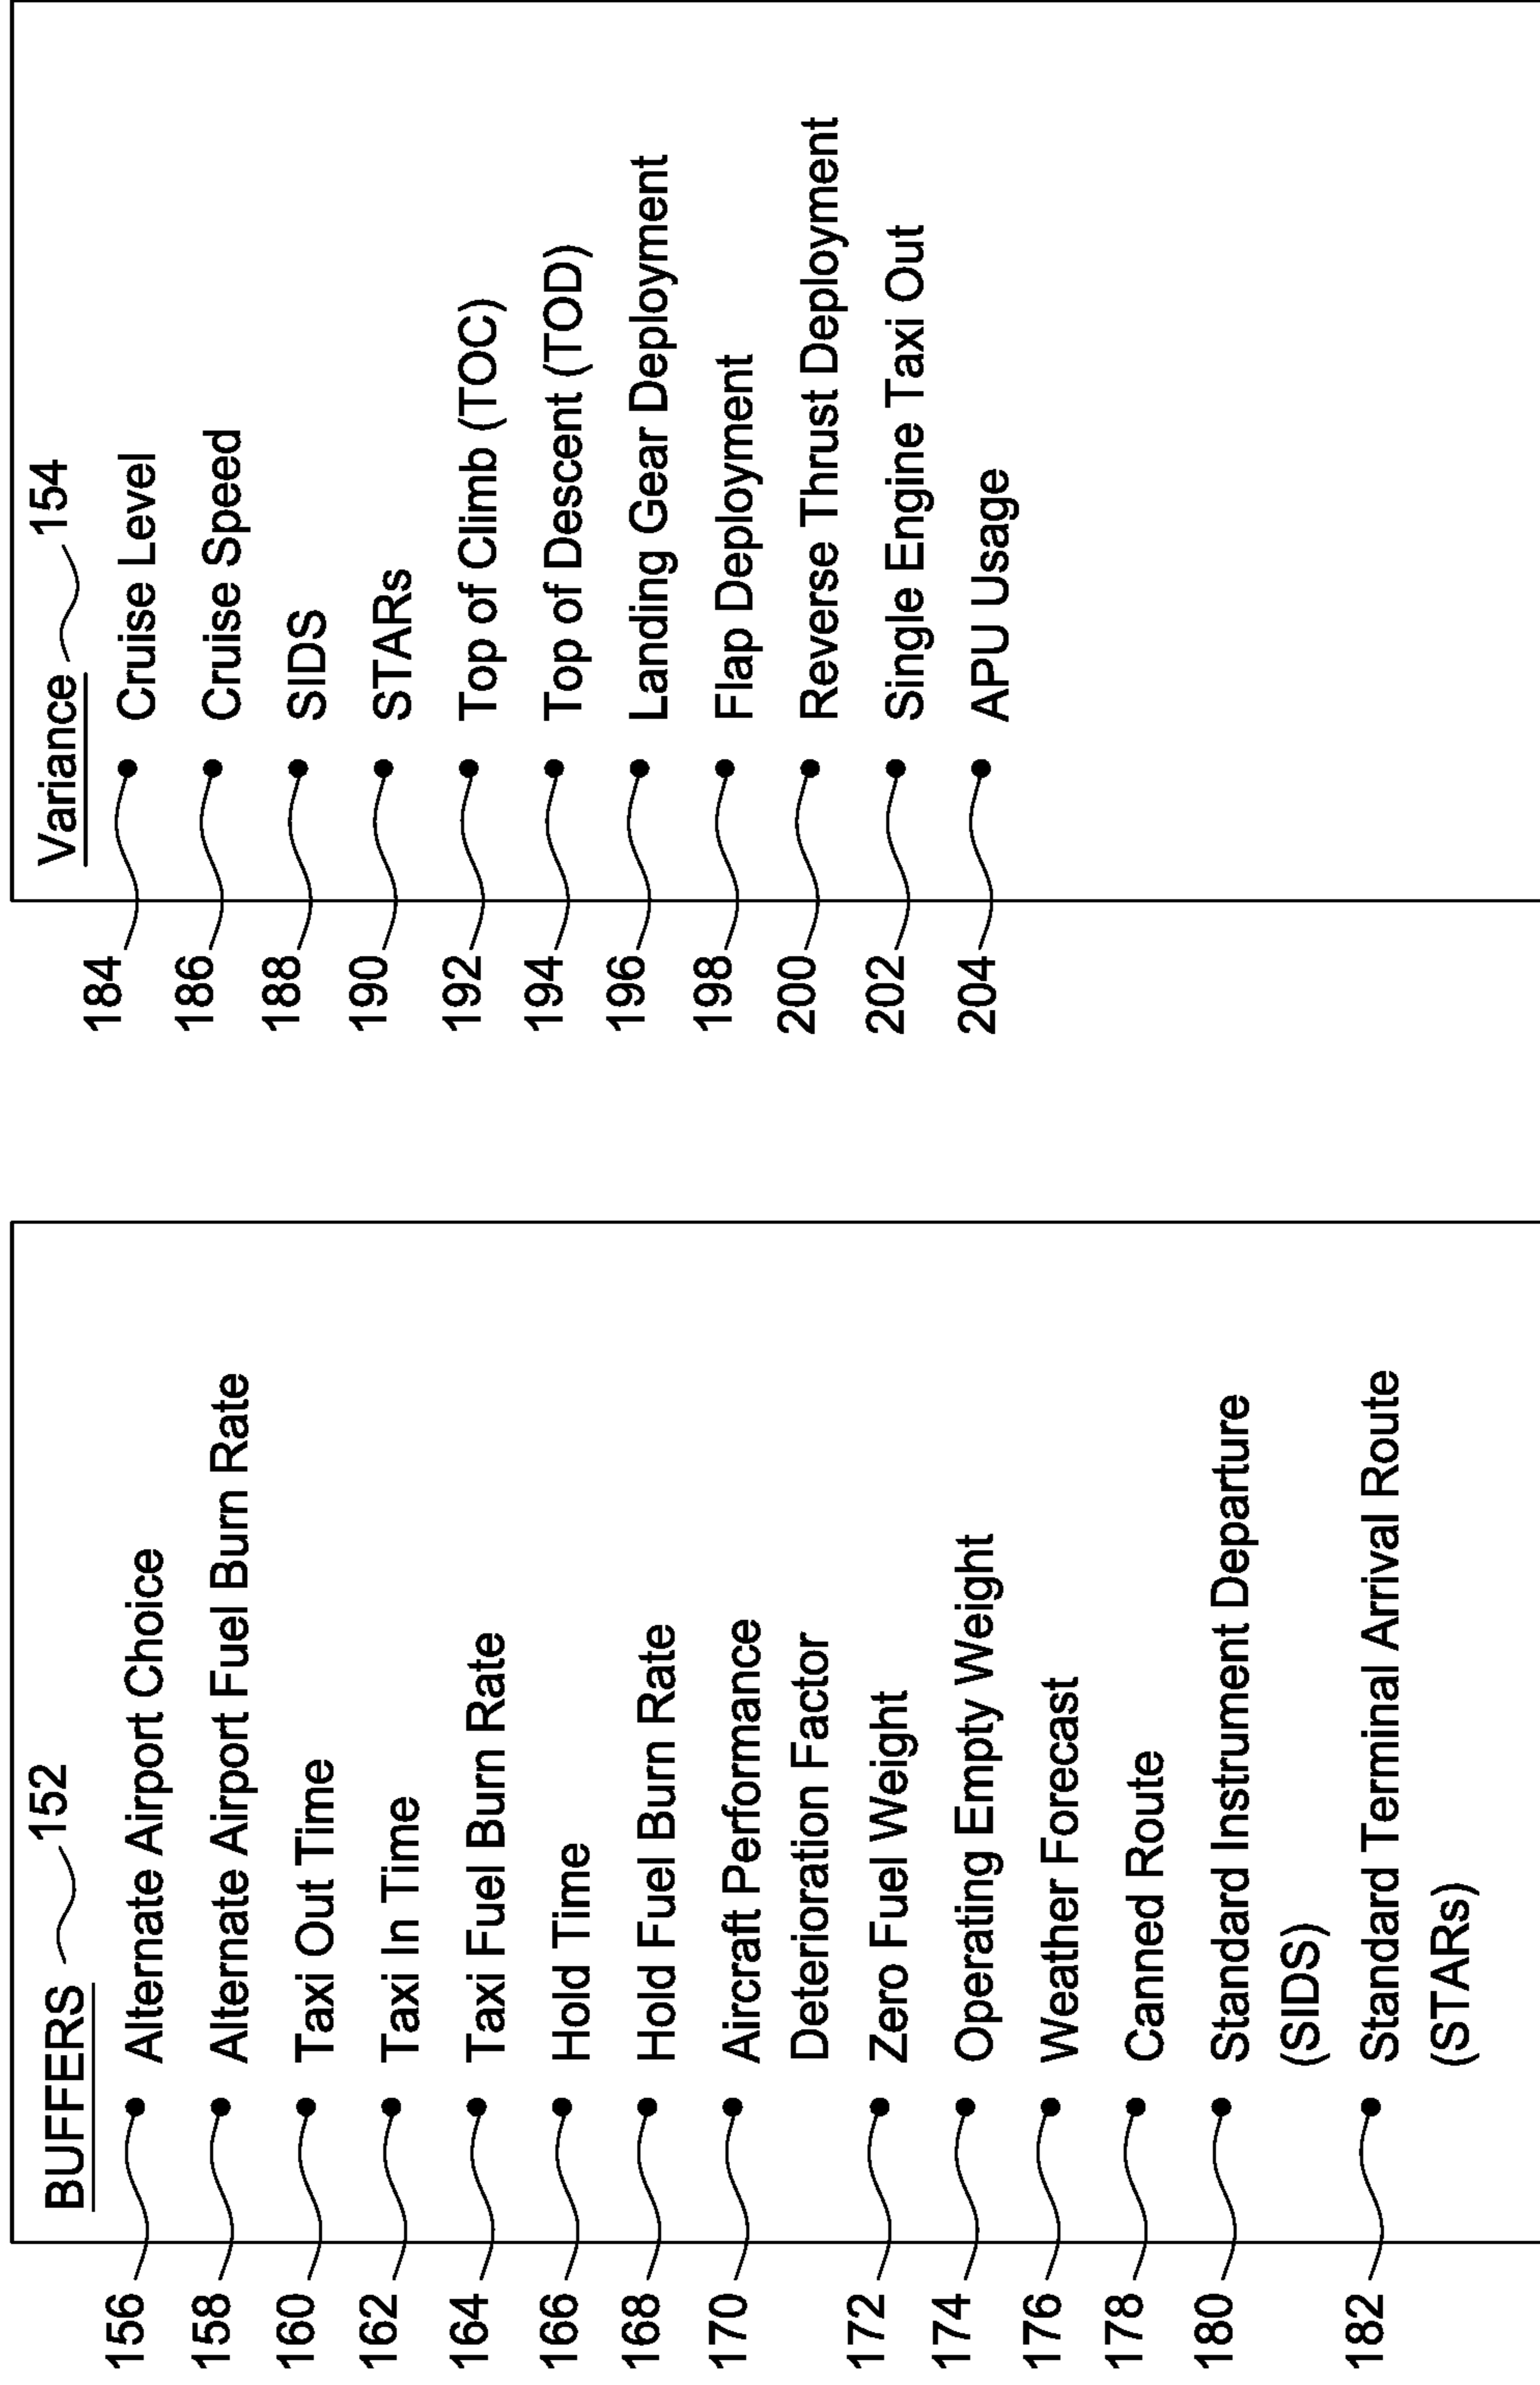 BUFFERS 152
156 Alternate Airport Choice
158 Alternate Airport Fuel Burn Rate
160 Taxi Out Time
162 Taxi In Time
164 Taxi Fuel Burn Rate
166 Hold Time
168 Hold Fuel Burn Rate
170 Aircraft Performance
Deterioration Factor
172 Zero Fuel Weight
174 Operating Empty Weight
176 Weather Forecast
178 Canned Route
180 Standard Instrument Departure
(SIDS)
182 Standard Terminal Arrival Route
(STARs)
Variance 154
184 Cruise Level
186 Cruise Speed
188 SIDS
190 STARs
192 Top of Climb (TOC)
194 Top of Descent (TOD)
196 Landing Gear Deployment
198 Flap Deployment
200 Reverse Thrust Deployment
202 Single Engine Taxi Out
204 APU Usage